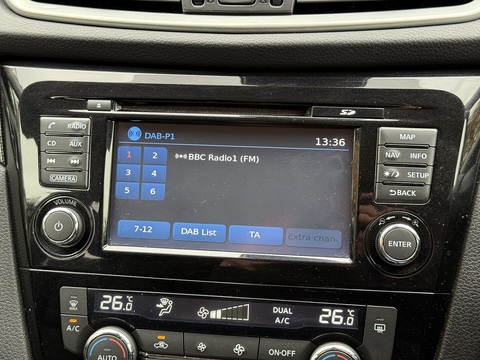 SD
DAB-P1
13:36
1 2
3 4
5 6
BBC Radio1 (FM)
7-12
DAB List
TA
Extra chan.
RADIO
CD AUX
CAMERA
VOLUME
MAP
NAV INFO
SETUP
BACK
ENTER
26.0
DUAL
A/C
26.0
A/C
AUTO
ON·OFF